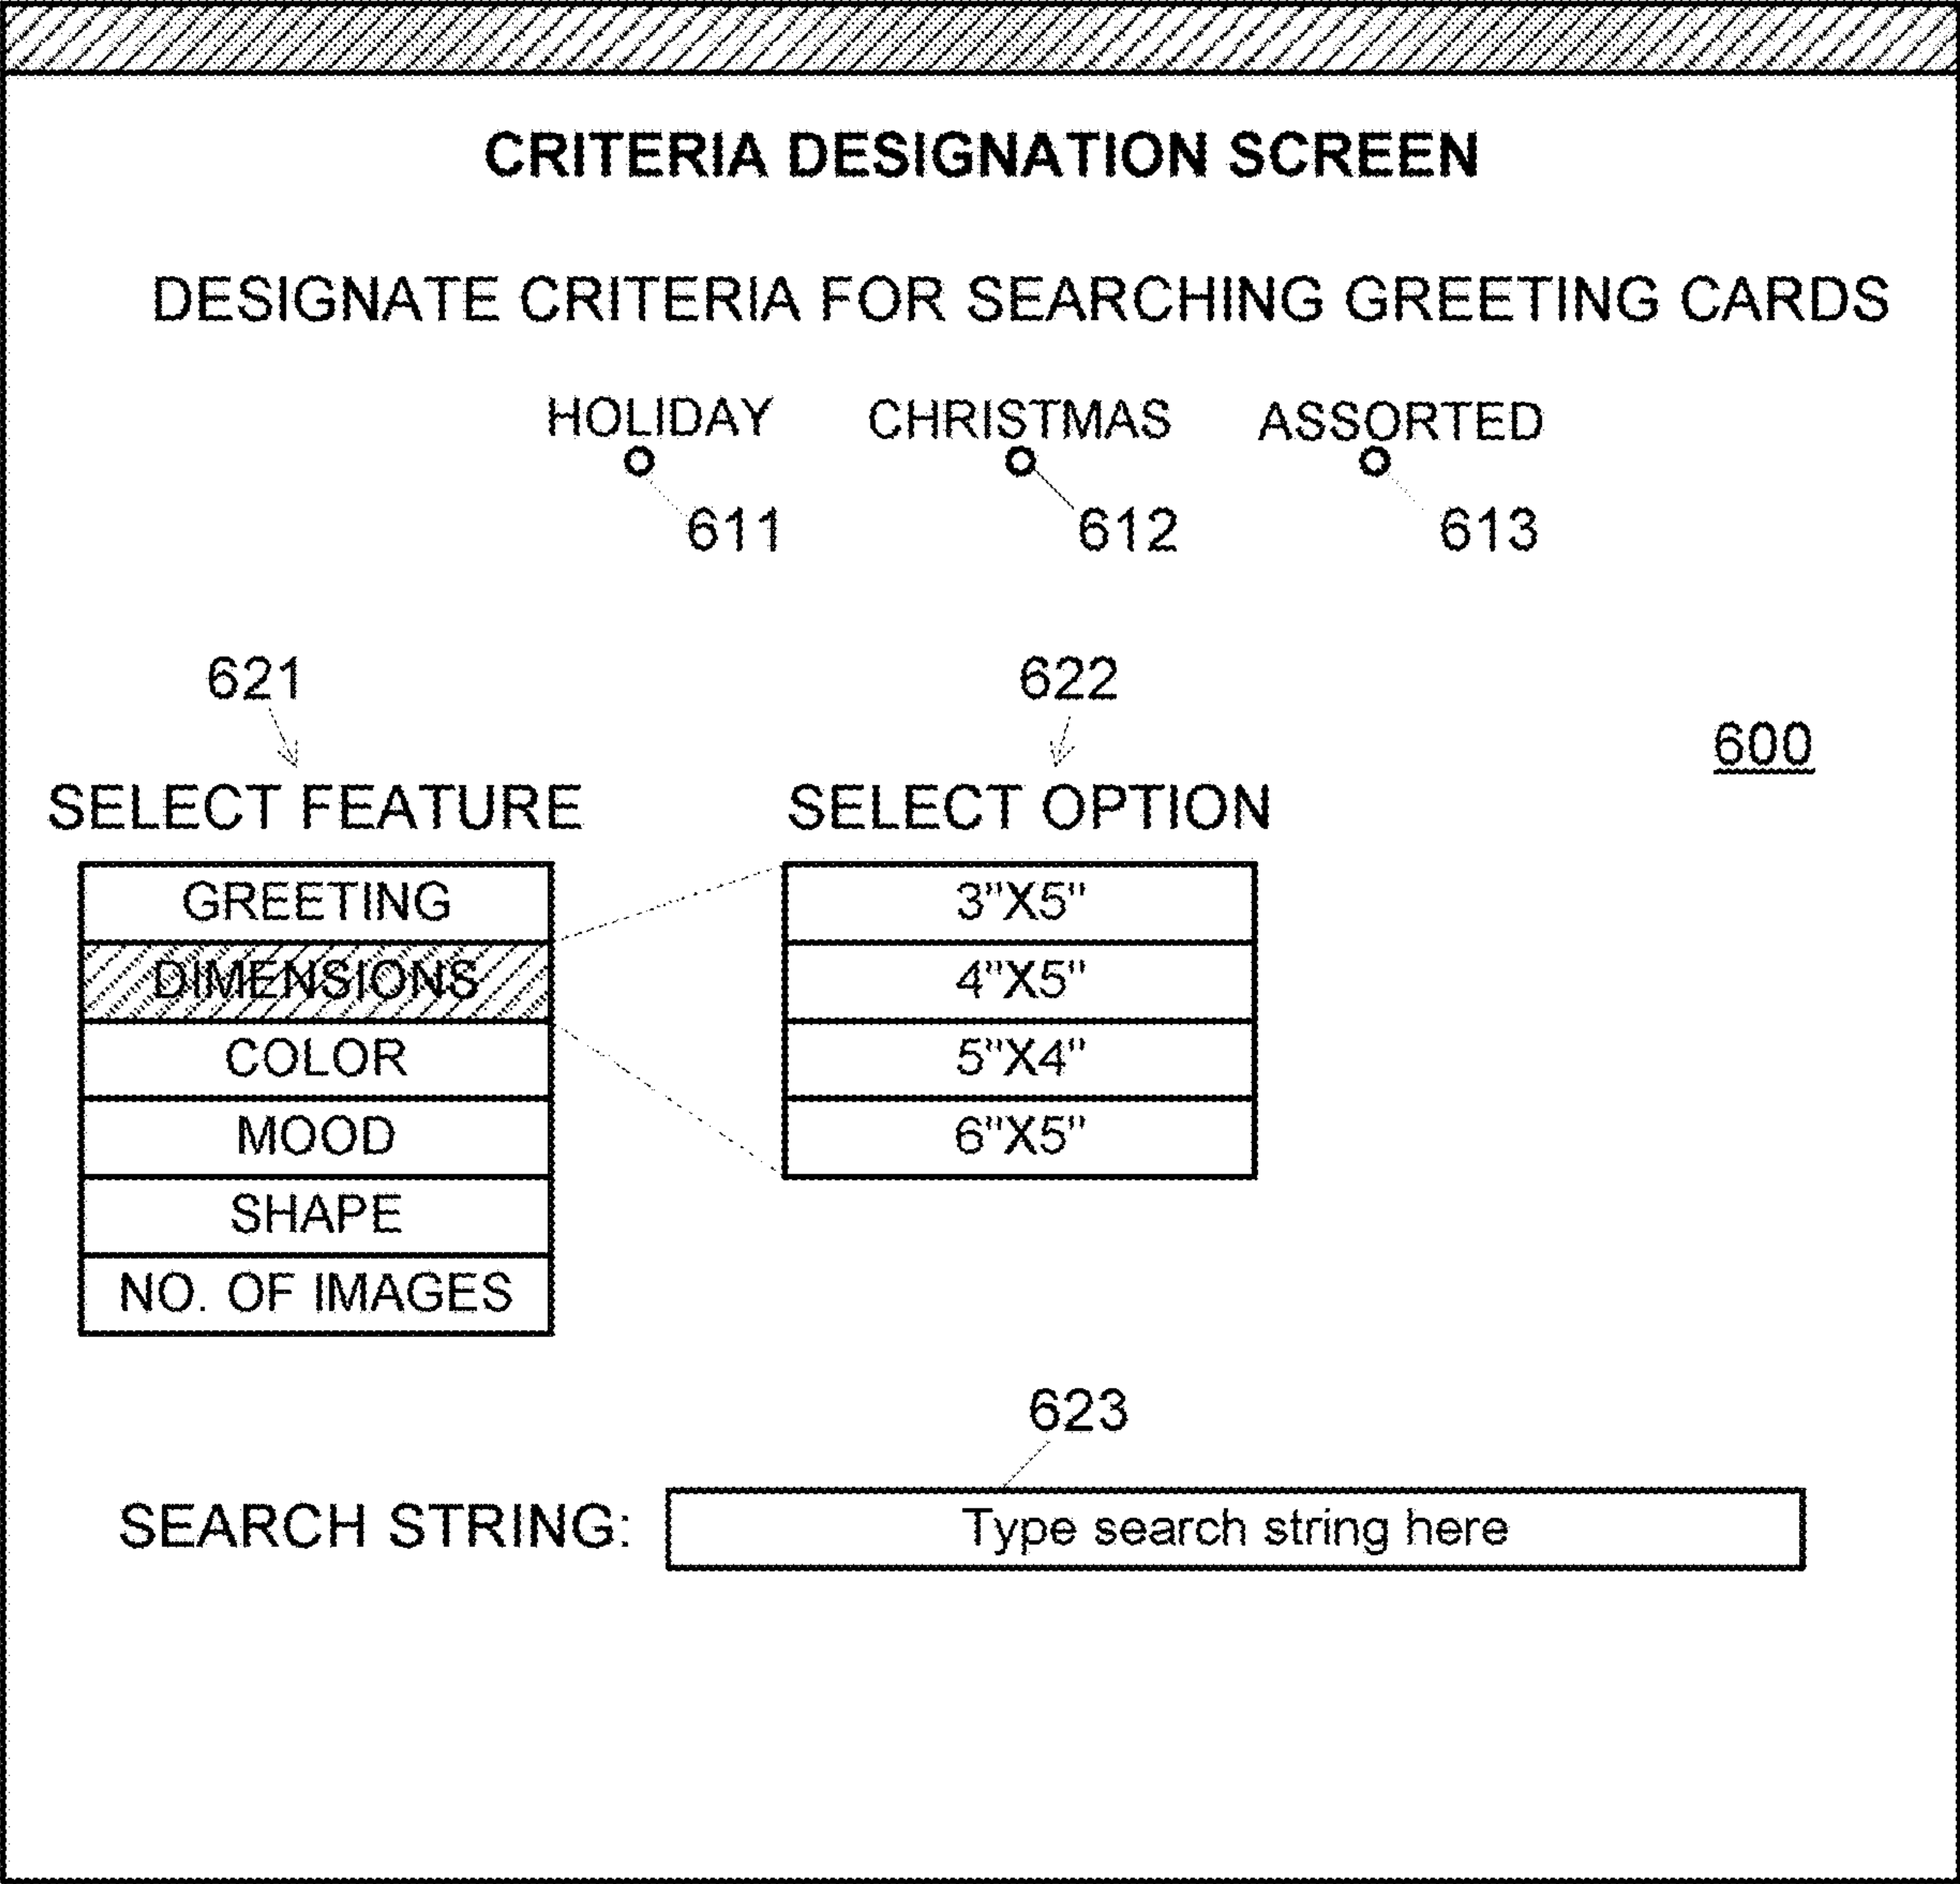 CRITERIA DESIGNATION SCREEN
DESIGNATE CRITERIA FOR SEARCHING GREETING CARDS
HOLIDAY CHRISTMAS ASSORTED
611 612 613
621 622
600
SELECT FEATURE SELECT OPTION
GREETING 3"X5"
DIMENSIONS 4"X5"
COLOR 5"X4"
MOOD 6"X5"
SHAPE
NO. OF IMAGES
623
SEARCH STRING: Type search string here